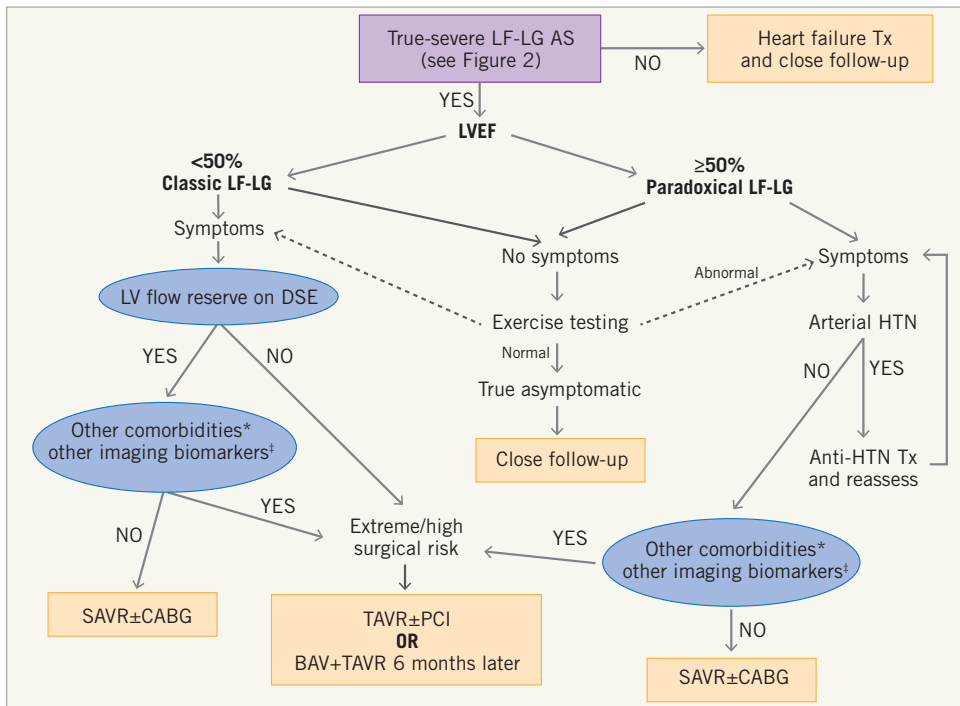 True-severe LF-LG AS
(see Figure 2)
NO
Heart failure Tx
and close follow-up
YES
LVEF
<50%
Classic LF-LG
≥50%
Paradoxical LF-LG
Symptoms
No symptoms
Abnormal
Symptoms
LV flow reserve on DSE
Exercise testing
Arterial HTN
YES
NO
Normal
NO
YES
True asymptomatic
Other comorbidities*
other imaging biomarkers‡
Close follow-up
Anti-HTN Tx
and reassess
NO
YES
Extreme/high
surgical risk
YES
Other comorbidities*
other imaging biomarkers‡
SAVR±CABG
TAVR±PCI
OR
BAV+TAVR 6 months later
NO
SAVR±CABG